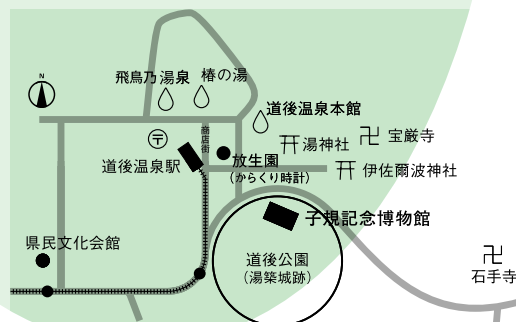 N
飛鳥乃湯泉
椿の湯
道後温泉本館
商店街
湯神社
宝厳寺
道後温泉駅
放生園
(からくり時計)
伊佐爾波神社
子規記念博物館
県民文化会館
道後公園
(湯築城跡)
石手寺